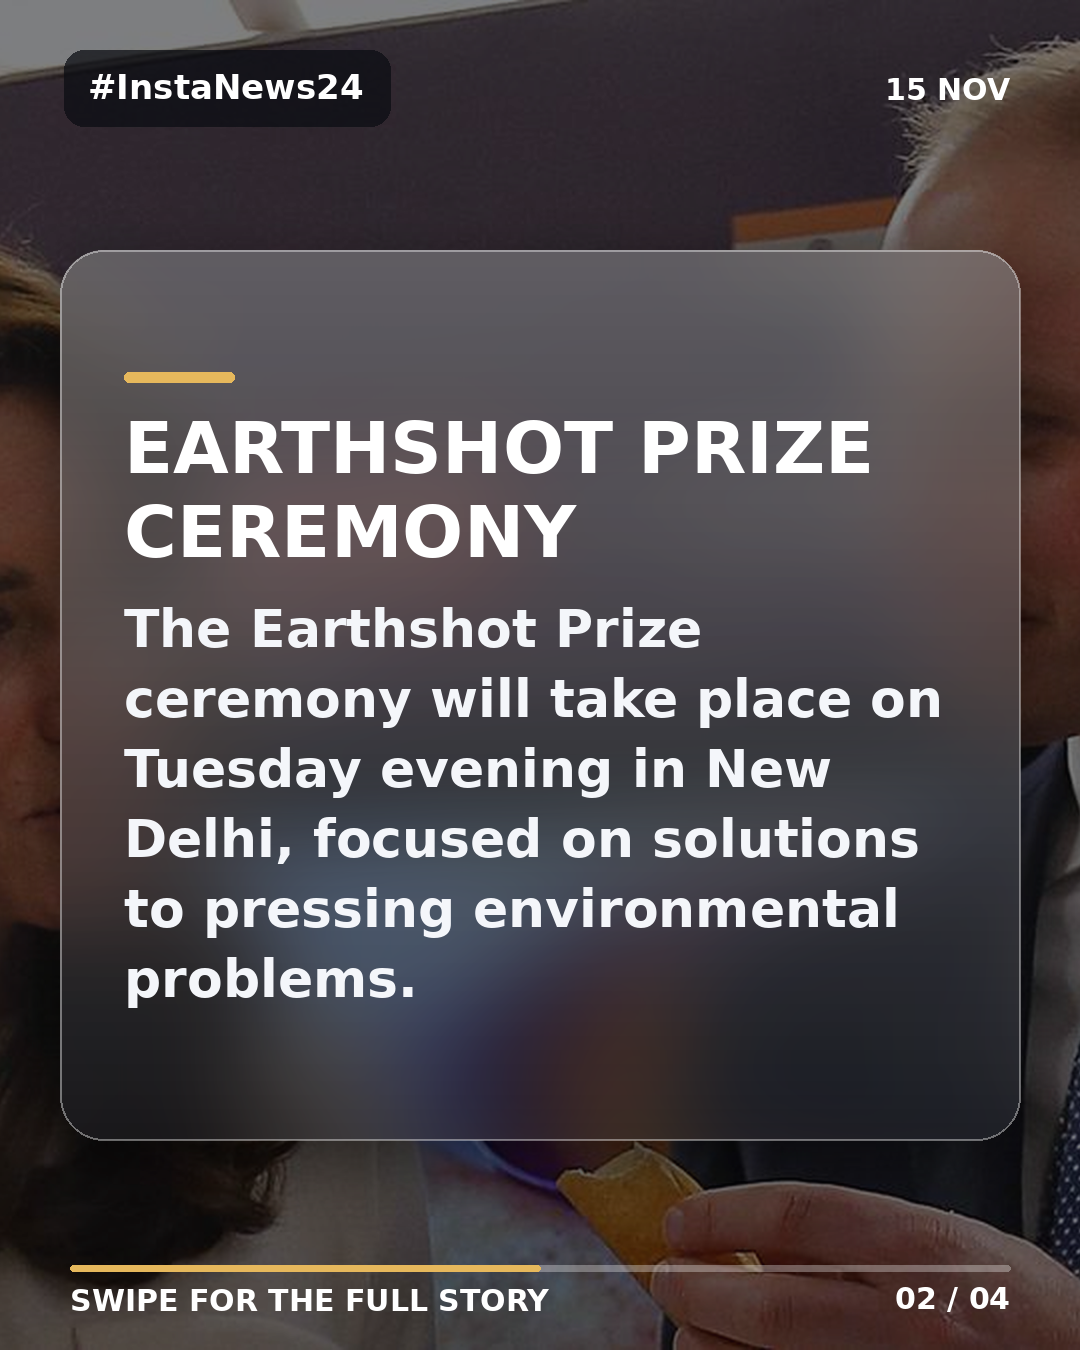 #InstaNews24
15 NOV
EARTHSHOT PRIZE
CEREMONY
The Earthshot Prize
ceremony will take place on
Tuesday evening in New
Delhi, focused on solutions
to pressing environmental
problems.
SWIPE FOR THE FULL STORY
02 / 04